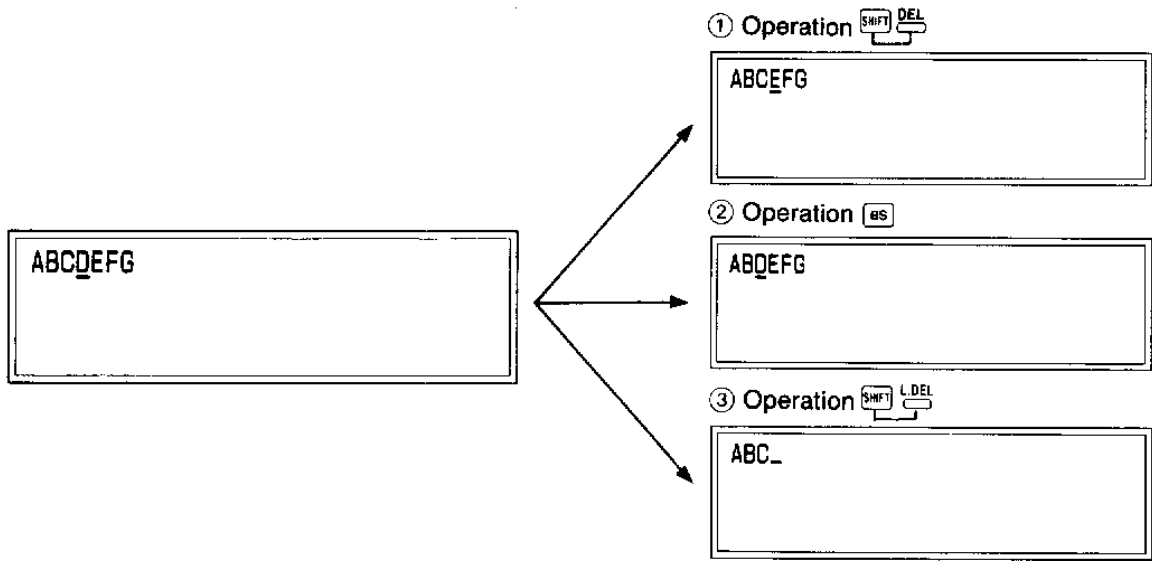 ① Operation SHIFT DEL
ABCEFG
② Operation BS
ABCDEFG
ABDEFG
③ Operation SHIFT L.DEL
ABC_